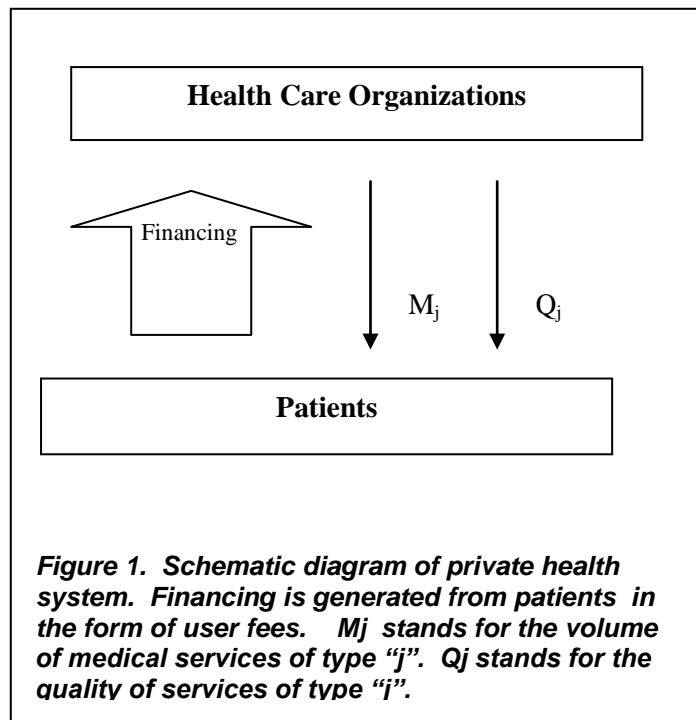 Health Care Organizations
Financing
Mj
Qj
Patients
Figure 1. Schematic diagram of private health
system. Financing is generated from patients in
the form of user fees. Mj stands for the volume
of medical services of type “j”. Qj stands for the
quality of services of type “j”.